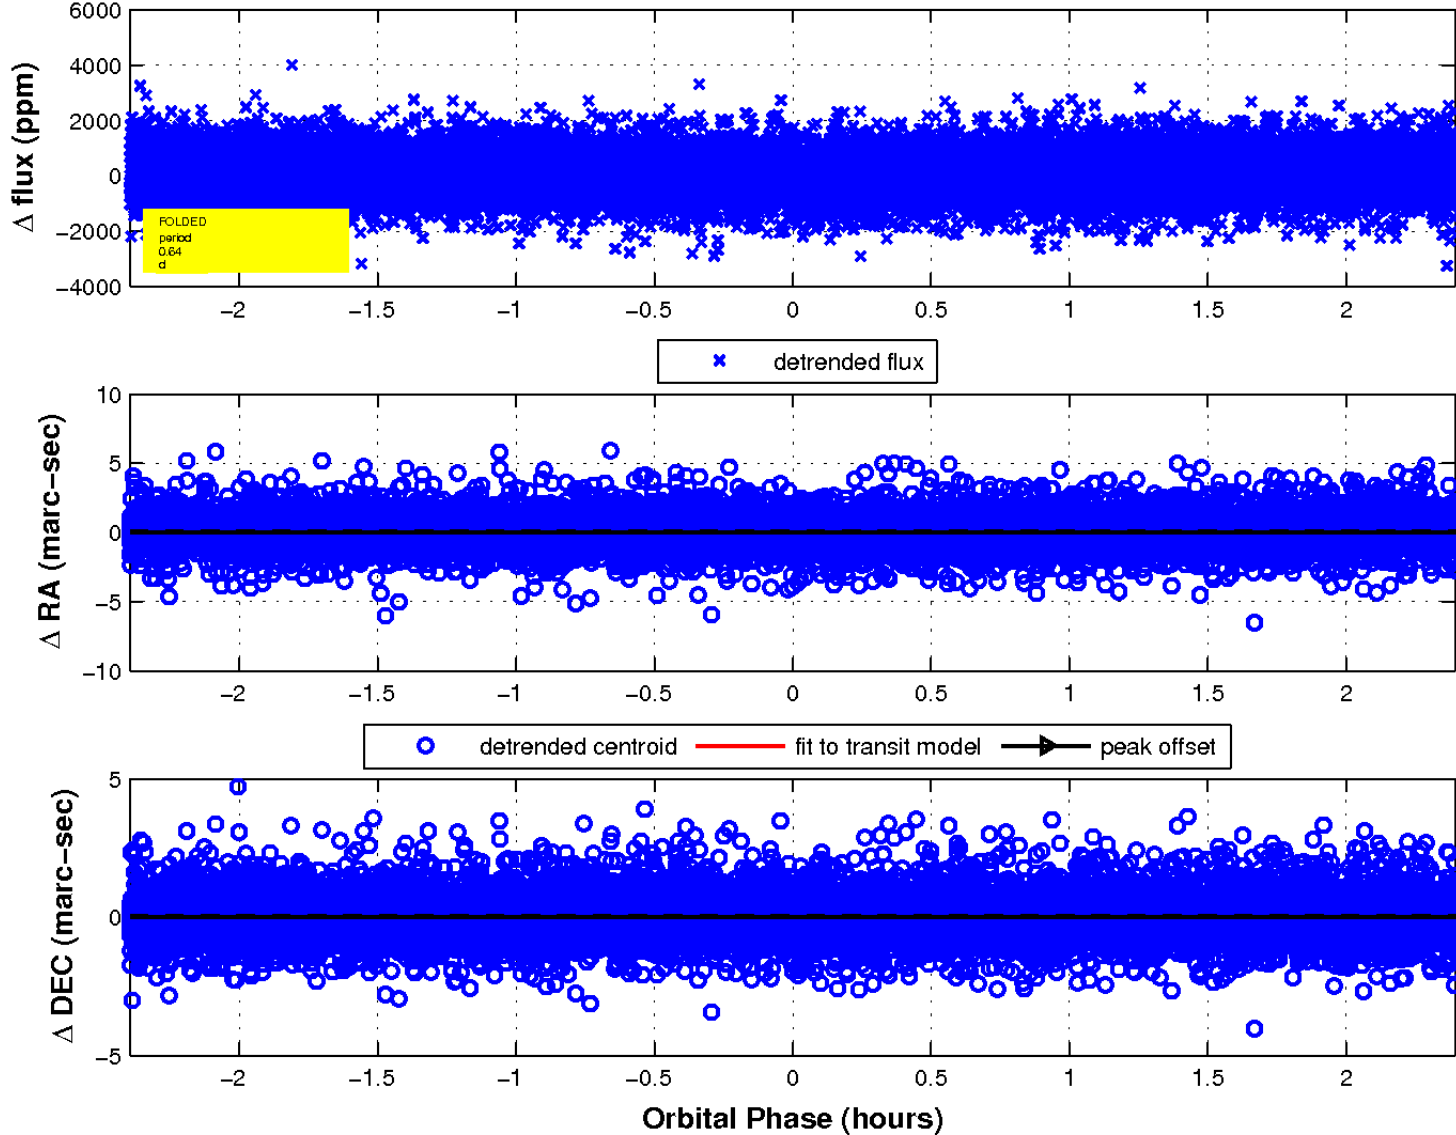 6000
4000
2000
0
−2000
−4000
Δ flux (ppm)
FOLDED
period
0.64
d
−2 −1.5 −1 −0.5 0 0.5 1 1.5 2
detrended flux
10
5
0
−5
−10
Δ RA (marc−sec)
−2 −1.5 −1 −0.5 0 0.5 1 1.5 2
detrended centroid fit to transit model peak offset
5
0
−5
Δ DEC (marc−sec)
−2 −1.5 −1 −0.5 0 0.5 1 1.5 2
Orbital Phase (hours)